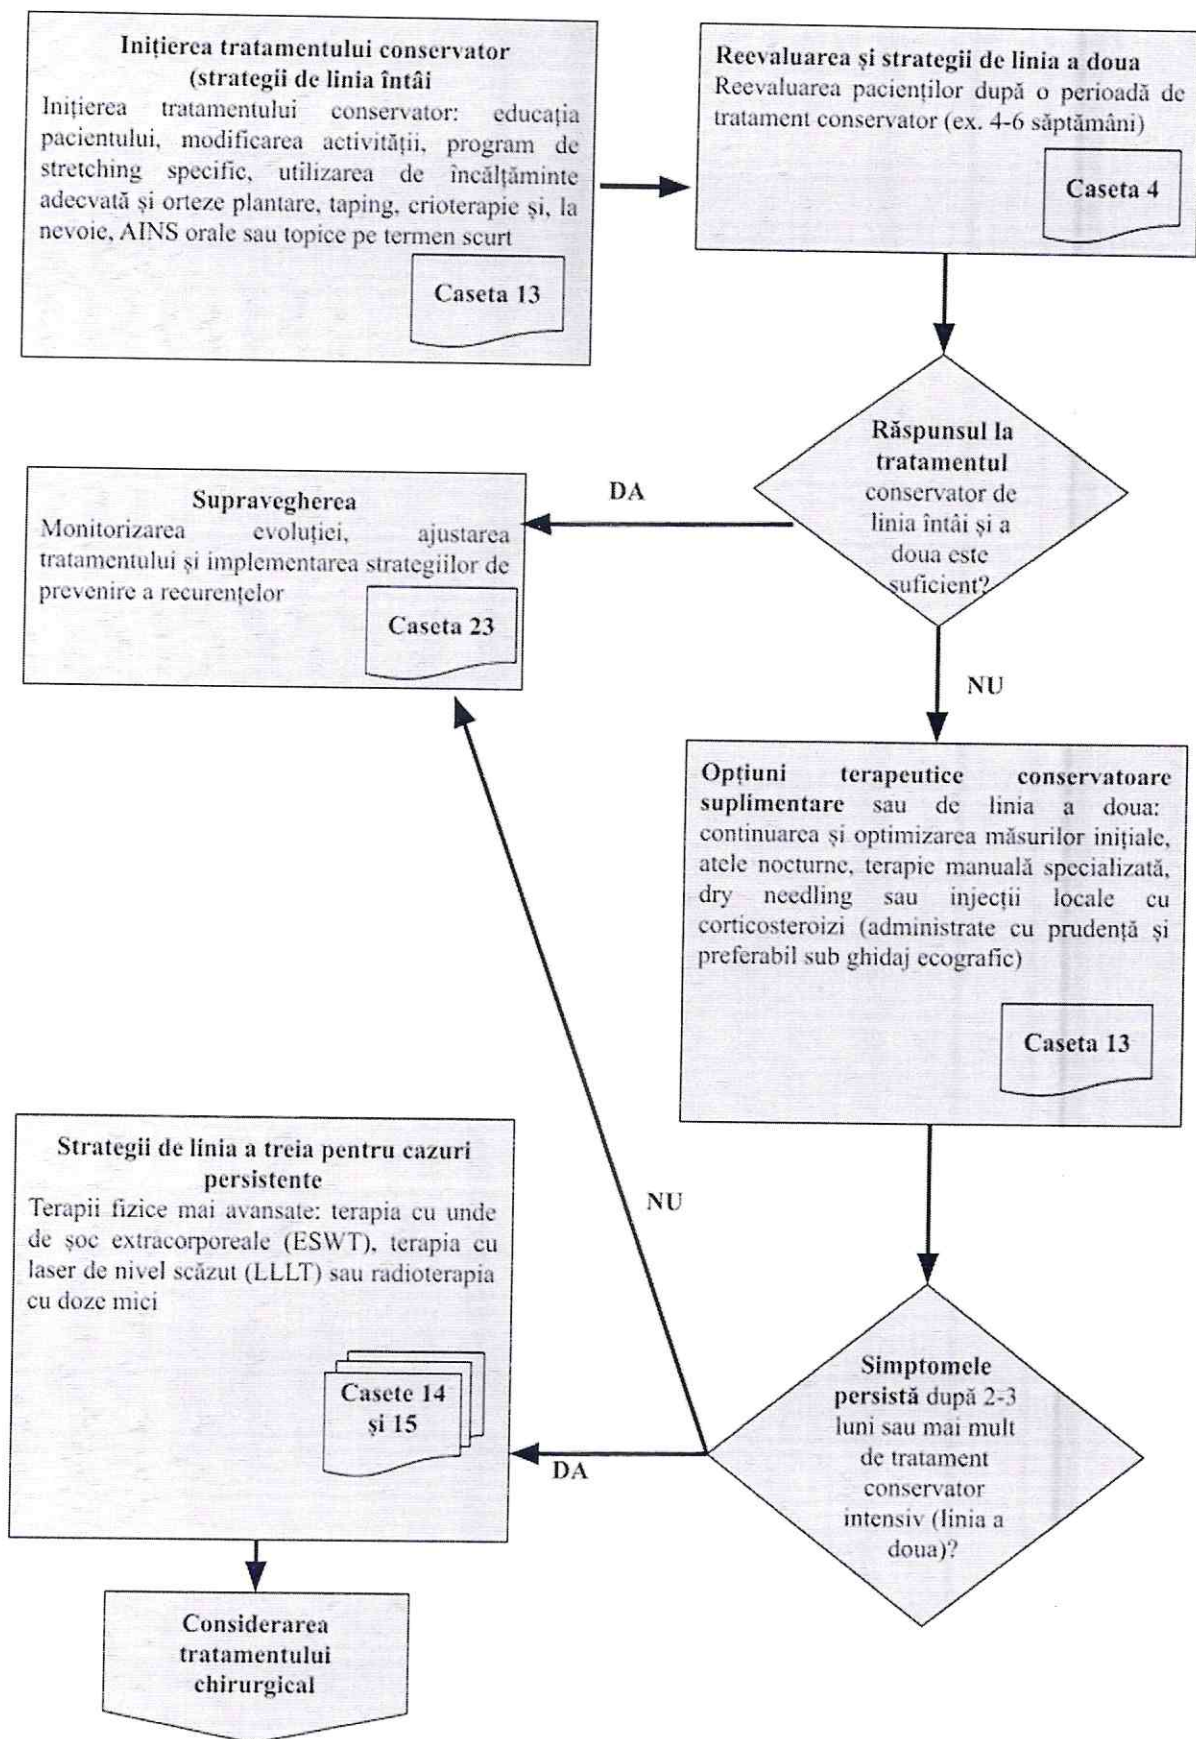 Inițierea tratamentului conservator
(strategii de linia întâi
Inițierea tratamentului conservator: educația
pacientului, modificarea activității, program de
stretching specific, utilizarea de încălțăminte
adecvată și orteze plantare, taping, crioterapie și, la
nevoie, AINS orale sau topice pe termen scurt
Caseta 13
Reevaluarea și strategii de linia a doua
Reevaluarea pacienților după o perioadă de
tratament conservator (ex. 4-6 săptămâni)
Caseta 4
Răspunsul la
tratamentul
conservator de
linia întâi și a
doua este
suficient?
DA
Supravegherea
Monitorizarea evoluției, ajustarea
tratamentului și implementarea strategiilor de
prevenire a recurențelor
Caseta 23
NU
Opțiuni terapeutice conservatoare
suplimentare sau de linia a doua:
continuarea și optimizarea măsurilor inițiale,
atele nocturne, terapie manuală specializată,
dry needling sau injecții locale cu
corticosteroizi (administrate cu prudență și
preferabil sub ghidaj ecografic)
Caseta 13
Simptomele
persistă după 2-3
luni sau mai mult
de tratament
conservator
intensiv (linia a
doua)?
NU
DA
Strategii de linia a treia pentru cazuri
persistente
Terapii fizice mai avansate: terapia cu unde
de șoc extracorporeale (ESWT), terapia cu
laser de nivel scăzut (LLLT) sau radioterapia
cu doze mici
Casete 14
și 15
Considerarea
tratamentului
chirurgical